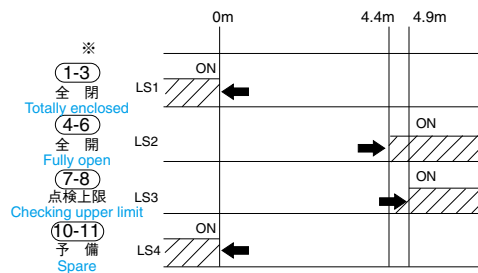 0m 4.4m 4.9m
※
1-3 ON
全 閉 LS1
Totally enclosed
4-6 ON
全 開 LS2
Fully open
7-8 ON
点検上限 LS3
Checking upper limit
10-11 ON
予 備 LS4
Spare